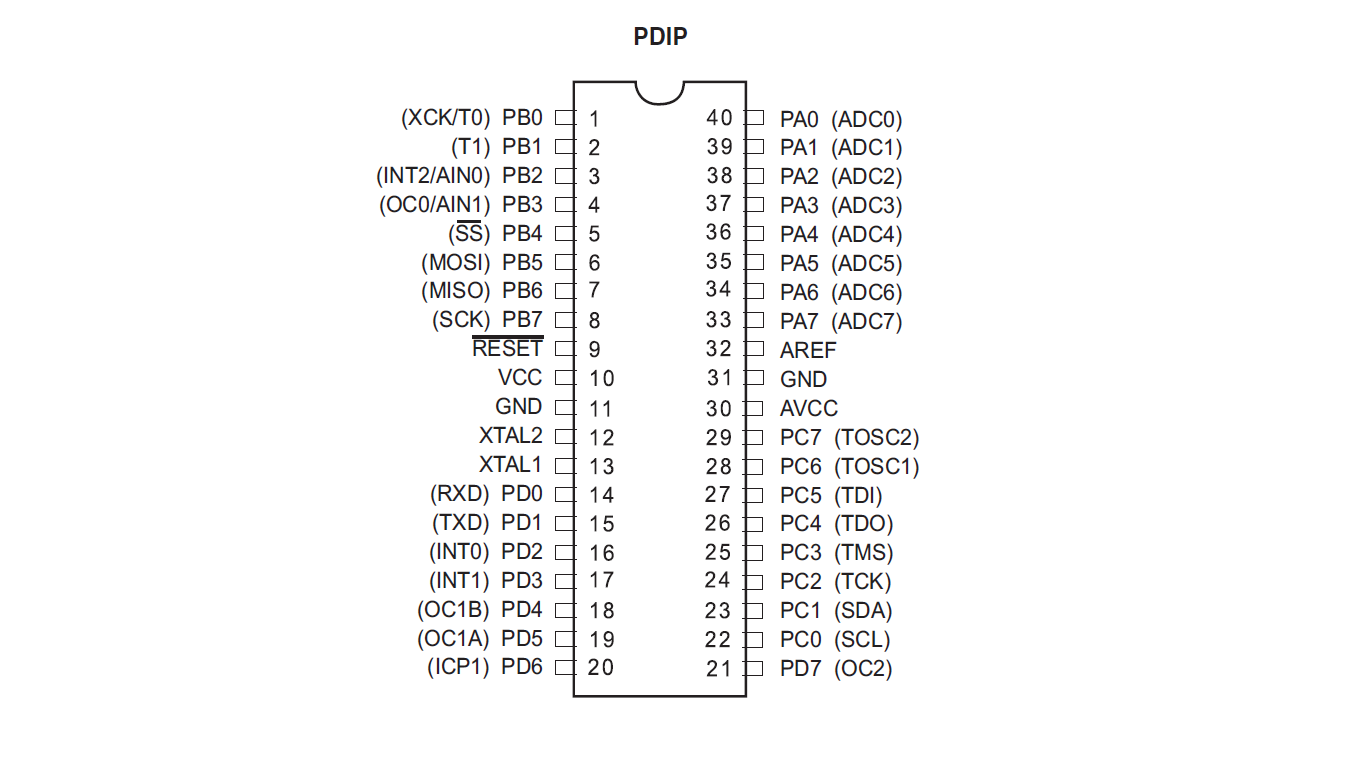 PDIP
(XCK/T0) PB0 1 40 PA0 (ADC0)
(T1) PB1 2 39 PA1 (ADC1)
(INT2/AIN0) PB2 3 38 PA2 (ADC2)
(OC0/AIN1) PB3 4 37 PA3 (ADC3)
(S̅S̅) PB4 5 36 PA4 (ADC4)
(MOSI) PB5 6 35 PA5 (ADC5)
(MISO) PB6 7 34 PA6 (ADC6)
(SCK) PB7 8 33 PA7 (ADC7)
R̅E̅S̅E̅T̅ 9 32 AREF
VCC 10 31 GND
GND 11 30 AVCC
XTAL2 12 29 PC7 (TOSC2)
XTAL1 13 28 PC6 (TOSC1)
(RXD) PD0 14 27 PC5 (TDI)
(TXD) PD1 15 26 PC4 (TDO)
(INT0) PD2 16 25 PC3 (TMS)
(INT1) PD3 17 24 PC2 (TCK)
(OC1B) PD4 18 23 PC1 (SDA)
(OC1A) PD5 19 22 PC0 (SCL)
(ICP1) PD6 20 21 PD7 (OC2)